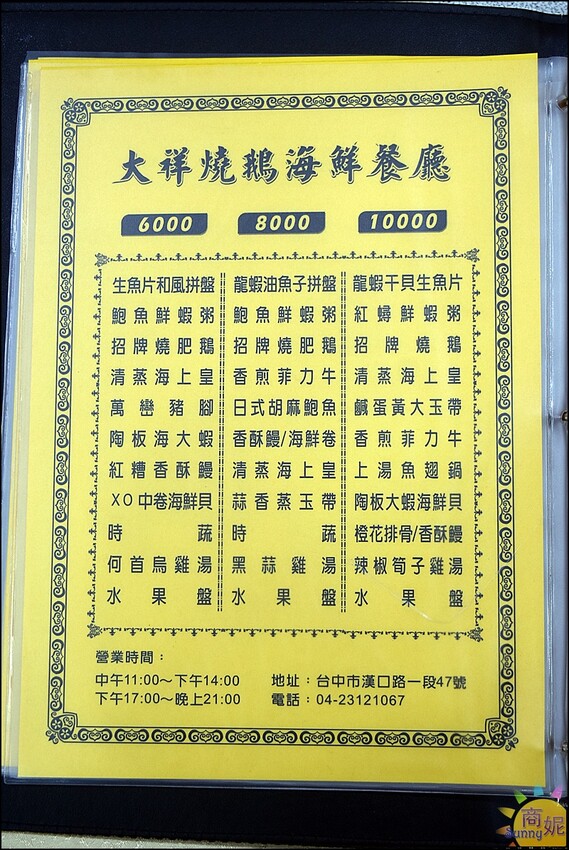 大祥燒鵝海鮮餐廳
6000
8000
10000
生魚片和風拼盤
鮑魚鮮蝦粥
招牌燒肥鵝
清蒸海上皇
萬巒豬腳
陶板海大蝦
紅糟香酥鰻
XO中卷海鮮貝
時蔬
何首烏雞湯
水果盤
龍蝦油魚子拼盤
鮑魚鮮蝦粥
招牌燒肥鵝
香煎菲力牛
日式胡麻鮑魚
香酥鰻/海鮮卷
清蒸海上皇
蒜香蒸玉帶
時蔬
黑蒜雞湯
水果盤
龍蝦干貝生魚片
紅蟳鮮蝦粥
招牌燒鵝
清蒸海上皇
鹹蛋黃大玉帶
香煎菲力牛
上湯魚翅鍋
陶板大蝦海鮮貝
橙花排骨/香酥鰻
辣椒筍子雞湯
水果盤
營業時間：
中午11:00～下午14:00
下午17:00～晚上21:00
地址：台中市漢口路一段47號
電話：04-23121067
商妮
Sunny